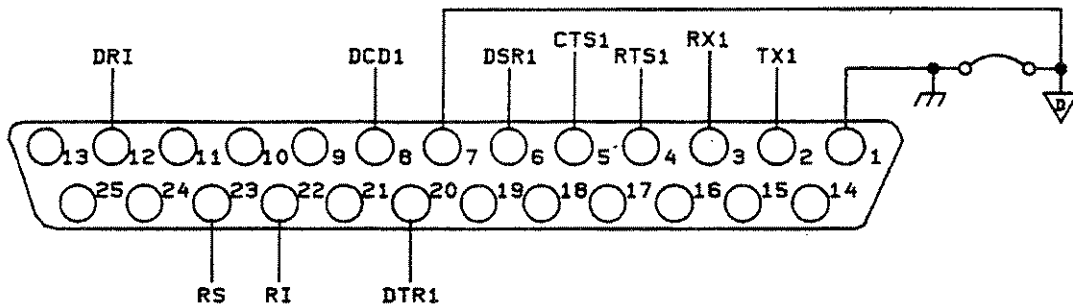 DRI DCD1 DSR1 CTS1 RTS1 RX1 TX1
D
13 12 11 10 9 8 7 6 5 4 3 2 1
25 24 23 22 21 20 19 18 17 16 15 14
RS RI DTR1